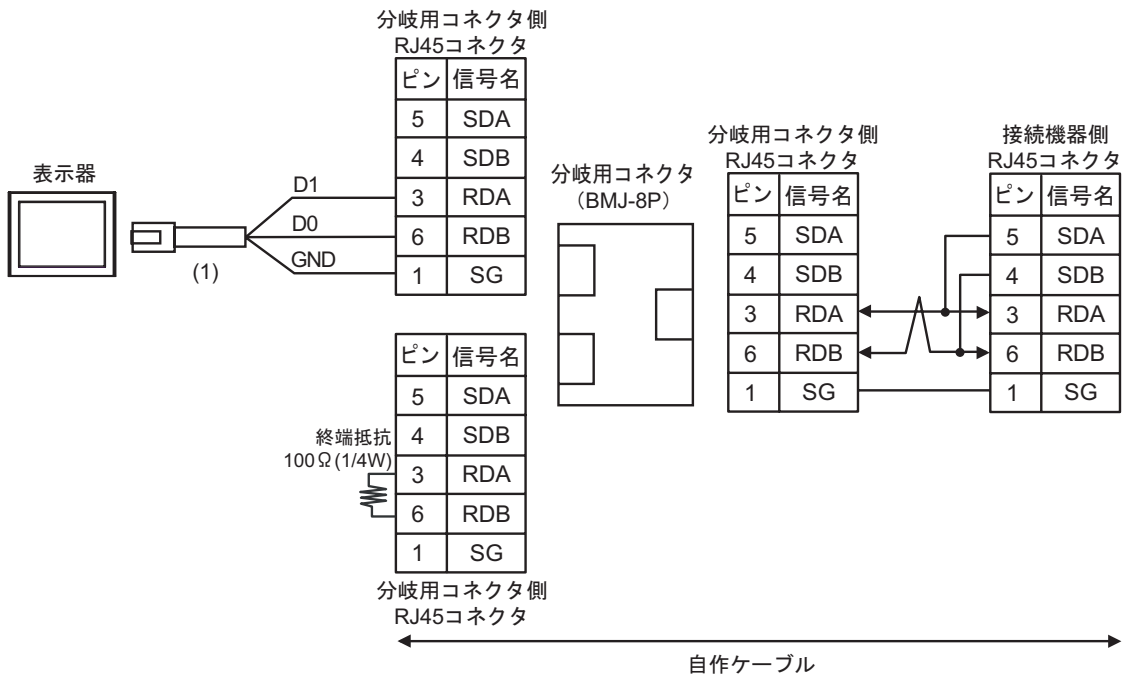 分岐用コネクタ側
RJ45コネクタ
ピン 信号名
5 SDA
4 SDB
3 RDA
6 RDB
1 SG
表示器
D1
D0
GND
(1)
ピン 信号名
5 SDA
4 SDB
3 RDA
6 RDB
1 SG
終端抵抗
100Ω(1/4W)
分岐用コネクタ側
RJ45コネクタ
分岐用コネクタ
（BMJ-8P）
分岐用コネクタ側
RJ45コネクタ
ピン 信号名
5 SDA
4 SDB
3 RDA
6 RDB
1 SG
接続機器側
RJ45コネクタ
ピン 信号名
5 SDA
4 SDB
3 RDA
6 RDB
1 SG
自作ケーブル